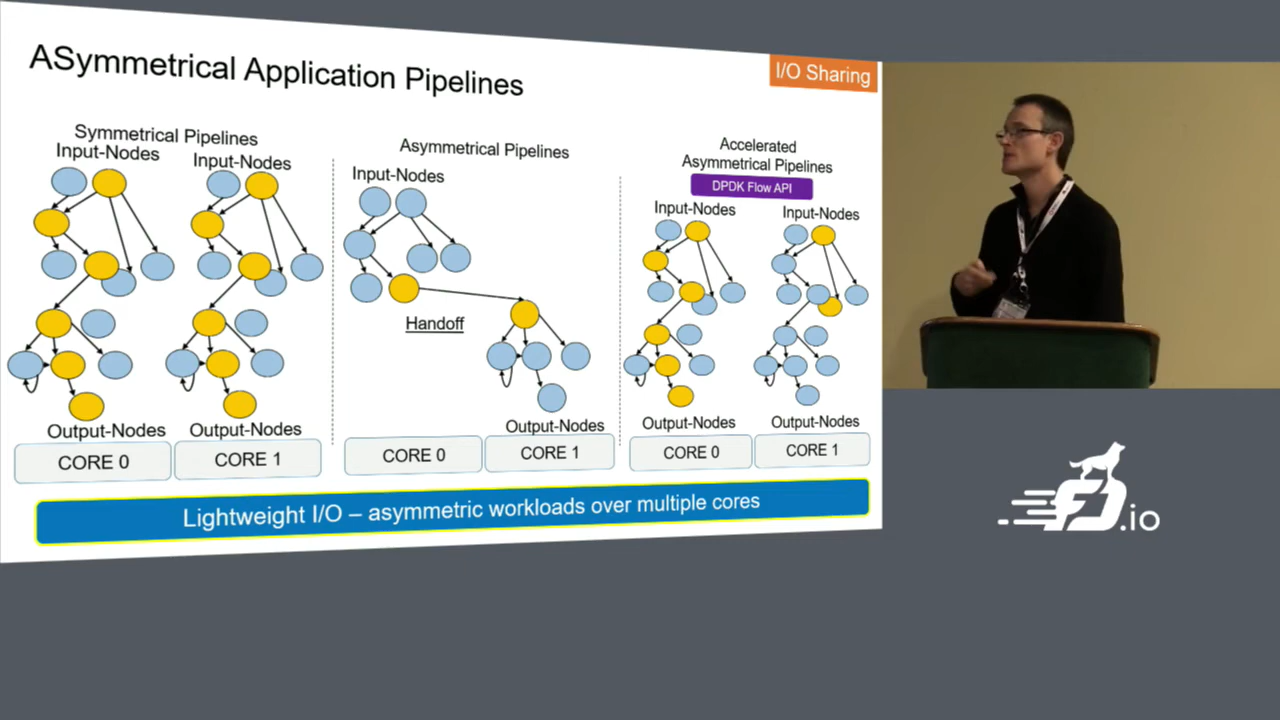 ASymmetrical Application Pipelines
I/O Sharing
Symmetrical Pipelines
Input-Nodes
Input-Nodes
Output-Nodes
Output-Nodes
CORE 0
CORE 1
Asymmetrical Pipelines
Input-Nodes
Handoff
Output-Nodes
CORE 0
CORE 1
Accelerated
Asymmetrical Pipelines
DPDK Flow API
Input-Nodes
Input-Nodes
Output-Nodes
Output-Nodes
CORE 0
CORE 1
Lightweight I/O – asymmetric workloads over multiple cores
FD.io